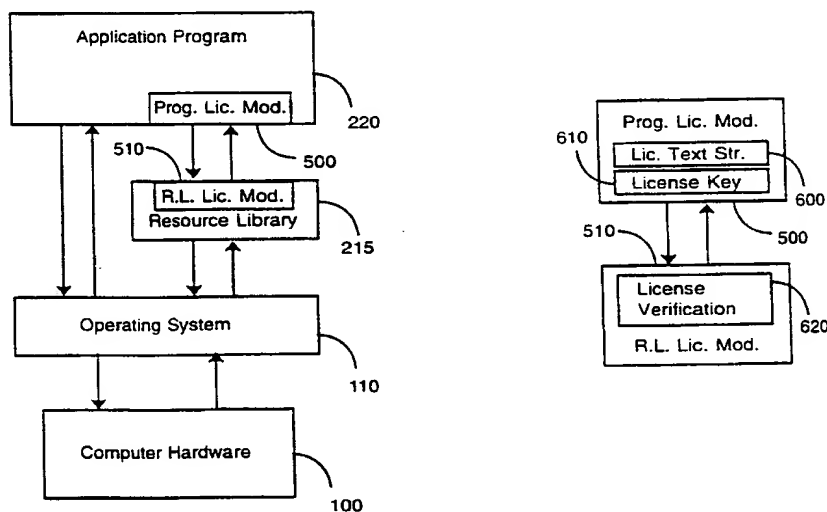 Application Program
Prog. Lic. Mod.
220
510
500
R.L. Lic. Mod.
Resource Library
215
Operating System
110
Computer Hardware
100
Prog. Lic. Mod.
610
Lic. Text Str.
License Key
600
510
500
License
Verification
620
R.L. Lic. Mod.